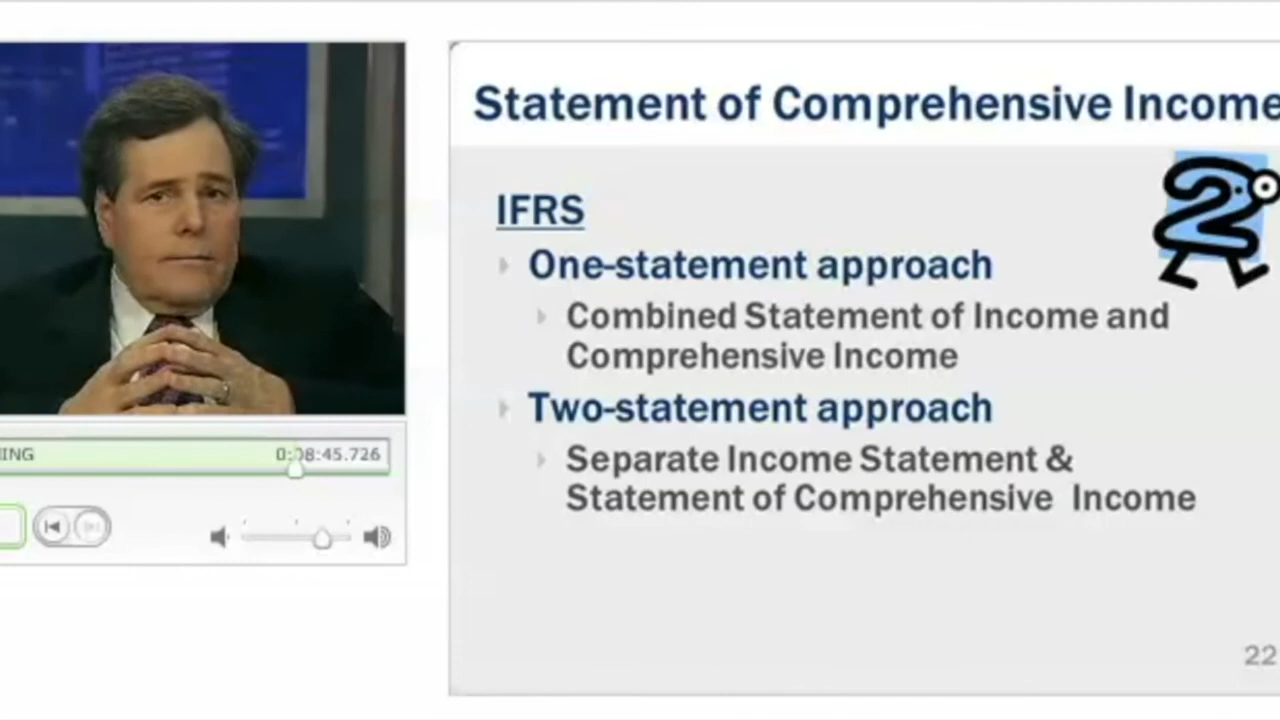 Statement of Comprehensive Income
IFRS
One-statement approach
Combined Statement of Income and
Comprehensive Income
Two-statement approach
Separate Income Statement &
Statement of Comprehensive Income
22
ING
0:08:45.726
2